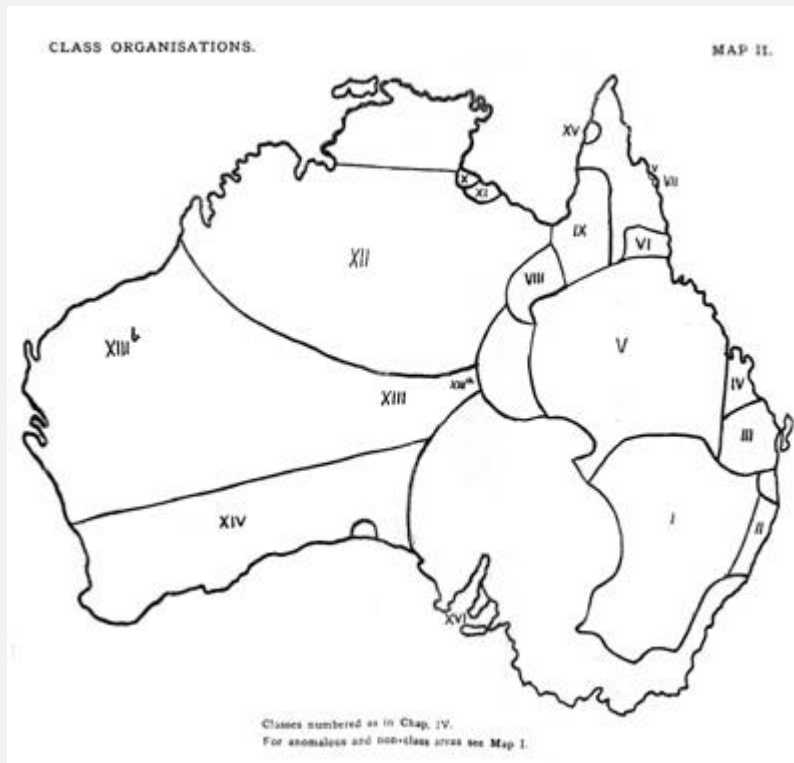 CLASS ORGANISATIONS.
MAP II.
XV
V
VII
X
XI
IX
VI
XII
VIII
XIII b
V
XIII
IV
III
XIV
I
II
XVI
Classes numbered as in Chap. IV.
For anomalous and non-class areas see Map I.